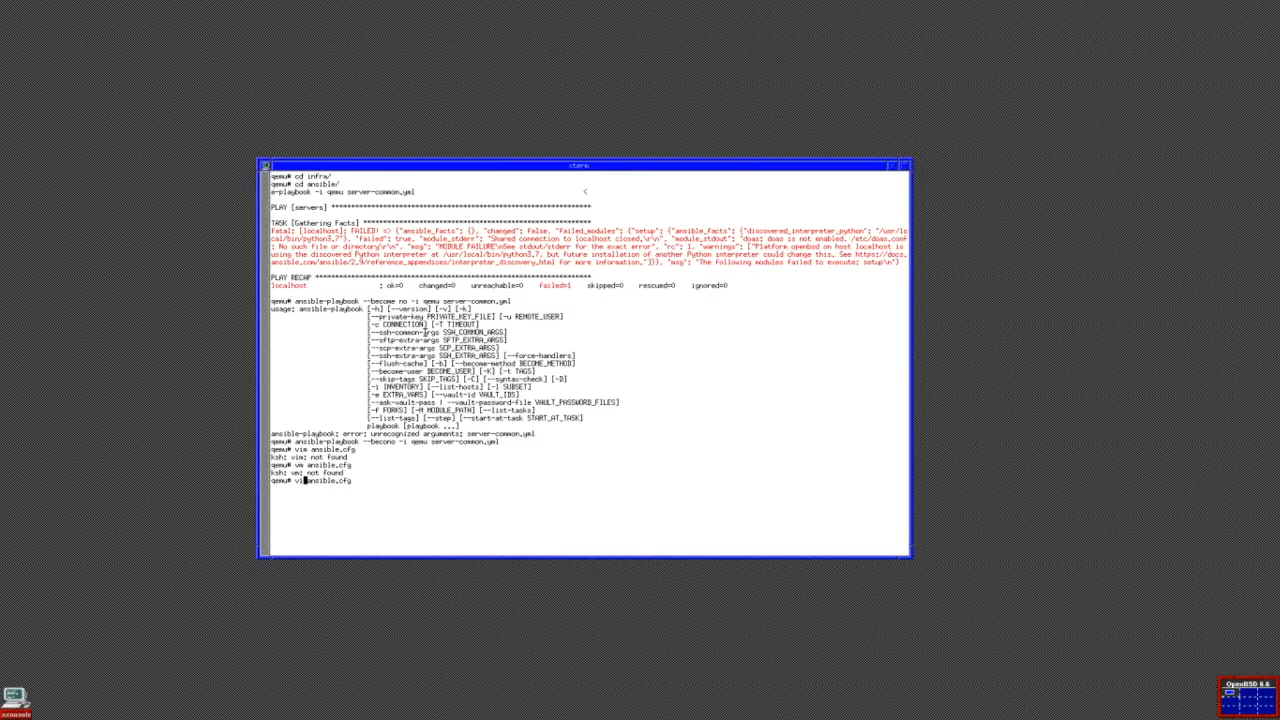 xterm
qemu# cd infra/
qemu# cd ansible/
e-playbook -i qemu server-common.yml <
PLAY [servers] *****************************************************************
TASK [Gathering Facts] *********************************************************
fatal: [localhost]: FAILED! => {"ansible_facts": {}, "changed": false, "failed_modules": {"setup": {"ansible_facts": {"discovered_interpreter_python": "/usr/lo
cal/bin/python3.7"}, "failed": true, "module_stderr": "Shared connection to localhost closed.\r\n", "module_stdout": "doas: doas is not enabled, /etc/doas.conf
: No such file or directory\r\n", "msg": "MODULE FAILURE\nSee stdout/stderr for the exact error", "rc": 1, "warnings": ["Platform openbsd on host localhost is
using the discovered Python interpreter at /usr/local/bin/python3.7, but future installation of another Python interpreter could change this. See https://docs.
ansible.com/ansible/2.9/reference_appendices/interpreter_discovery.html for more information."]}}, "msg": "The following modules failed to execute: setup\n"}
PLAY RECAP *********************************************************************
localhost : ok=0 changed=0 unreachable=0 failed=1 skipped=0 rescued=0 ignored=0
qemu# ansible-playbook --become no -i qemu server-common.yml
usage: ansible-playbook [-h] [--version] [-v] [-k]
[--private-key PRIVATE_KEY_FILE] [-u REMOTE_USER]
[-c CONNECTION] [-T TIMEOUT]
[--ssh-common-args SSH_COMMON_ARGS]
[--sftp-extra-args SFTP_EXTRA_ARGS]
[--scp-extra-args SCP_EXTRA_ARGS]
[--ssh-extra-args SSH_EXTRA_ARGS] [--force-handlers]
[--flush-cache] [-b] [--become-method BECOME_METHOD]
[--become-user BECOME_USER] [-K] [-t TAGS]
[--skip-tags SKIP_TAGS] [-C] [--syntax-check] [-D]
[-i INVENTORY] [--list-hosts] [-l SUBSET]
[-e EXTRA_VARS] [--vault-id VAULT_IDS]
[--ask-vault-pass | --vault-password-file VAULT_PASSWORD_FILES]
[-f FORKS] [-M MODULE_PATH] [--list-tasks]
[--list-tags] [--step] [--start-at-task START_AT_TASK]
playbook [playbook ...]
ansible-playbook: error: unrecognized arguments: server-common.yml
qemu# ansible-playbook --becono -i qemu server-common.yml
qemu# vim ansible.cfg
ksh: vim: not found
qemu# vm ansible.cfg
ksh: vm: not found
qemu# vi ansible.cfg
xconsole
OpenBSD 6.6